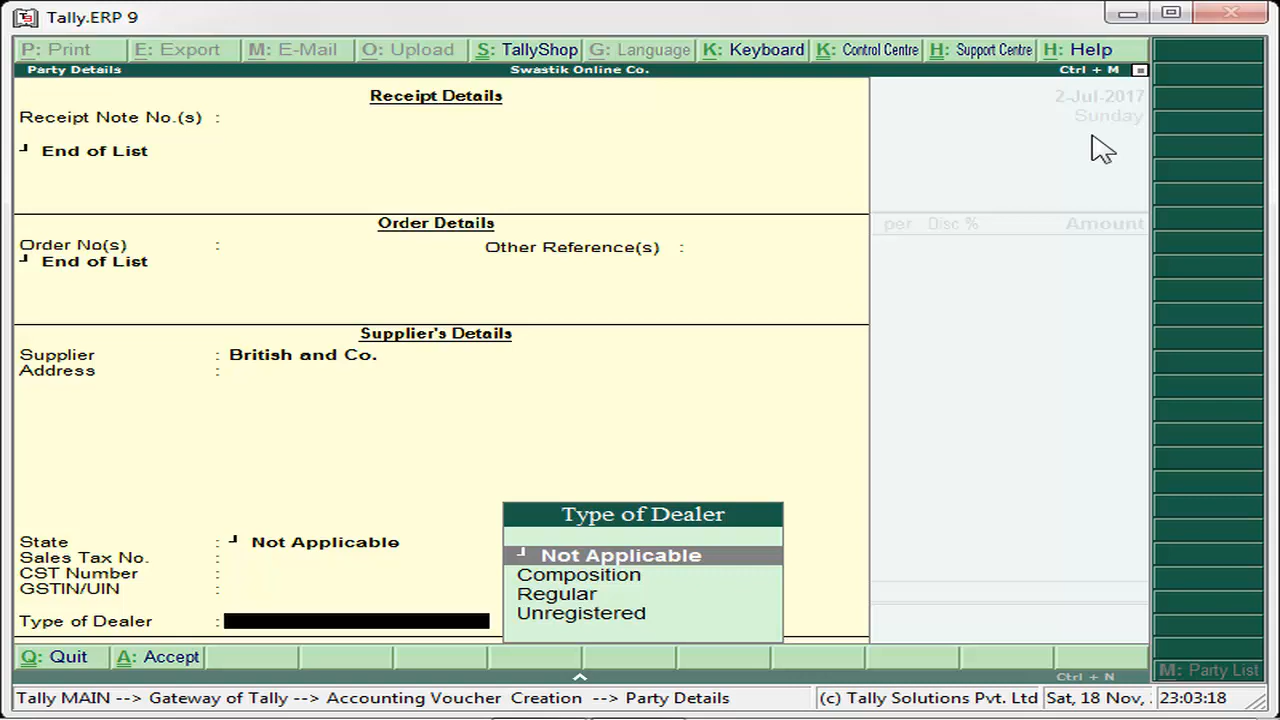 Tally.ERP 9
P: Print E: Export M: E-Mail O: Upload S: TallyShop G: Language K: Keyboard K: Control Centre H: Support Centre H: Help
Party Details Swastik Online Co. Ctrl + M
Receipt Details 2-Jul-2017
Receipt Note No.(s) : Sunday
End of List
Order Details per Disc % Amount
Order No(s) : Other Reference(s) :
End of List
Supplier's Details
Supplier : British and Co.
Address :
Type of Dealer
State : Not Applicable
Not Applicable
Sales Tax No. :
CST Number : Composition
GSTIN/UIN : Regular
Unregistered
Type of Dealer :
Q: Quit A: Accept
M: Party List
Ctrl + N
Tally MAIN --> Gateway of Tally --> Accounting Voucher Creation --> Party Details (c) Tally Solutions Pvt. Ltd Sat, 18 Nov, 23:03:18